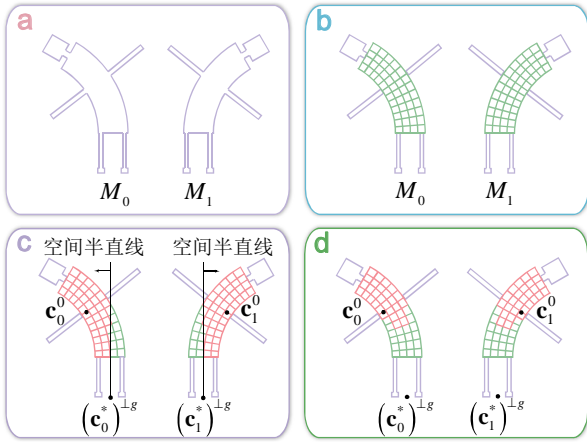 a
M₀ M₁
b
M₀ M₁
c
空间半直线 空间半直线
𝐜₀⁰ 𝐜₁⁰
(𝐜₀*)^⊥g (𝐜₁*)^⊥g
d
𝐜₀⁰ 𝐜₁⁰
(𝐜₀*)^⊥g (𝐜₁*)^⊥g